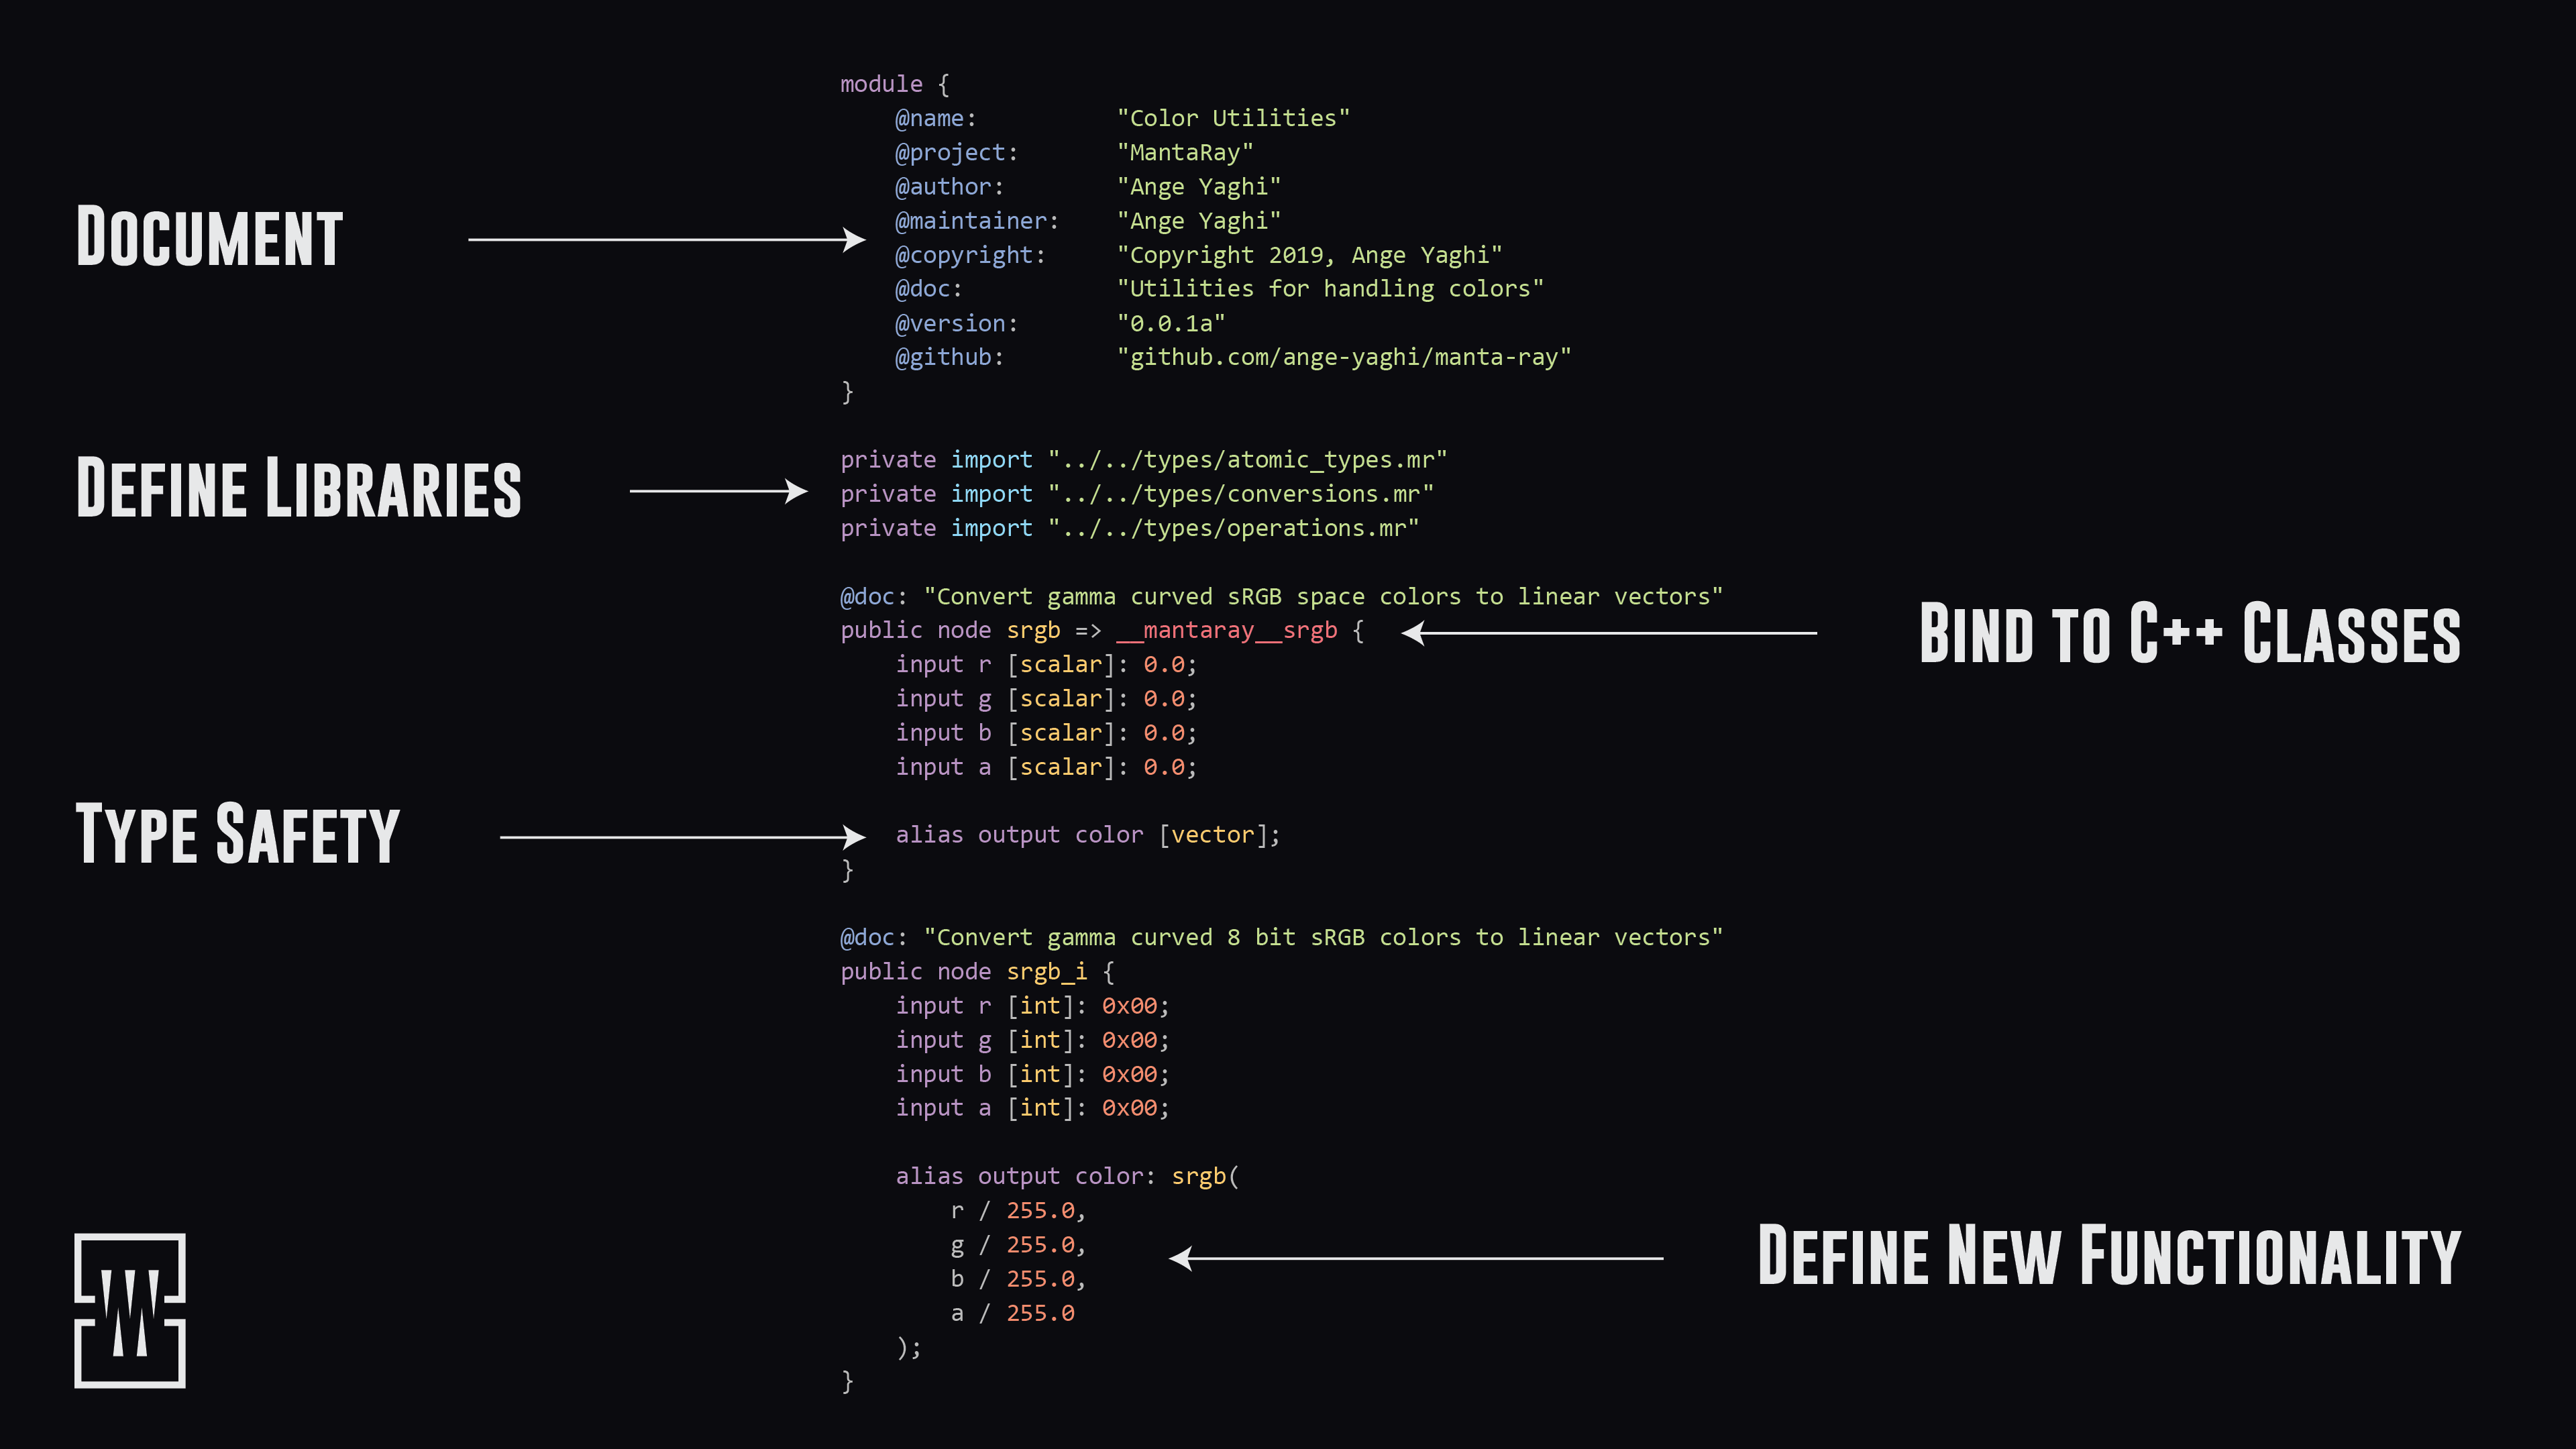 module {
    @name:          "Color Utilities"
    @project:       "MantaRay"
    @author:        "Ange Yaghi"
    @maintainer:    "Ange Yaghi"
    @copyright:     "Copyright 2019, Ange Yaghi"
    @doc:           "Utilities for handling colors"
    @version:       "0.0.1a"
    @github:        "github.com/ange-yaghi/manta-ray"
}
DOCUMENT
private import "../../types/atomic_types.mr"
private import "../../types/conversions.mr"
private import "../../types/operations.mr"
DEFINE LIBRARIES
@doc: "Convert gamma curved sRGB space colors to linear vectors"
public node srgb => __mantaray__srgb {
    input r [scalar]: 0.0;
    input g [scalar]: 0.0;
    input b [scalar]: 0.0;
    input a [scalar]: 0.0;
    alias output color [vector];
}
BIND TO C++ CLASSES
TYPE SAFETY
@doc: "Convert gamma curved 8 bit sRGB colors to linear vectors"
public node srgb_i {
    input r [int]: 0x00;
    input g [int]: 0x00;
    input b [int]: 0x00;
    input a [int]: 0x00;
    alias output color: srgb(
        r / 255.0,
        g / 255.0,
        b / 255.0,
        a / 255.0
    );
}
DEFINE NEW FUNCTIONALITY
W